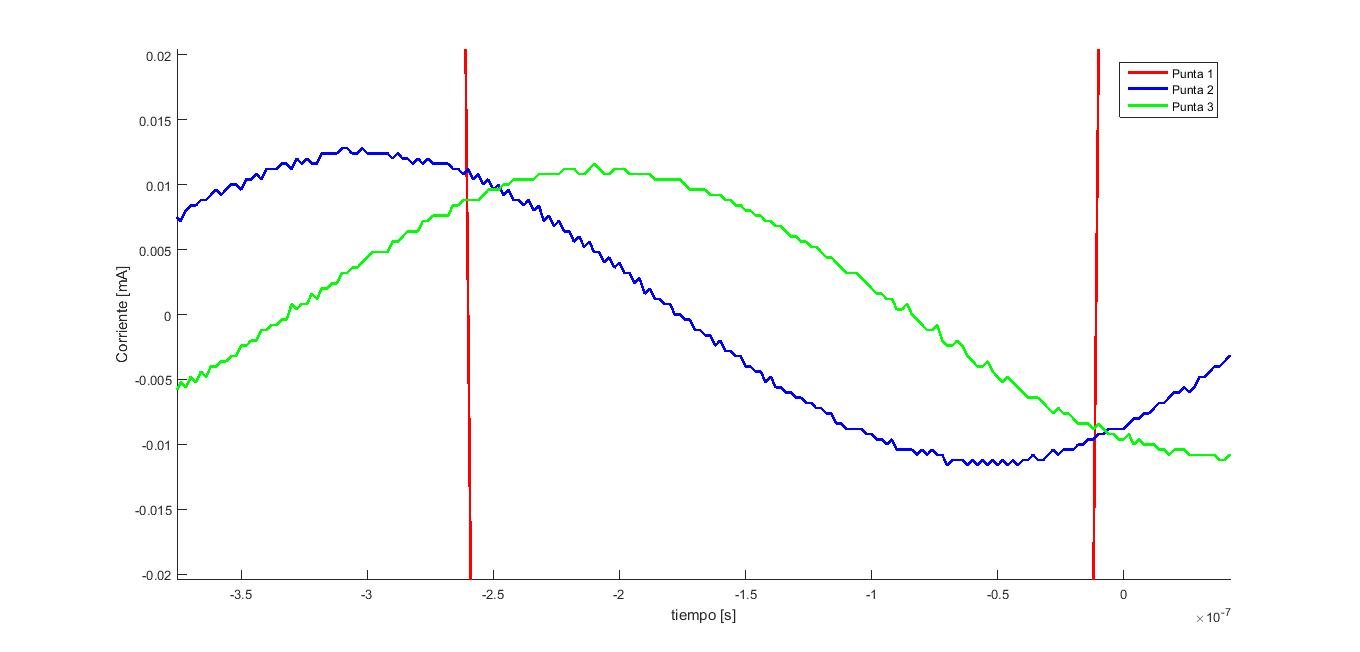 0.02
0.015
0.01
0.005
0
-0.005
-0.01
-0.015
-0.02
Corriente [mA]
-3.5 -3 -2.5 -2 -1.5 -1 -0.5 0
tiempo [s]
×10-7
Punta 1
Punta 2
Punta 3